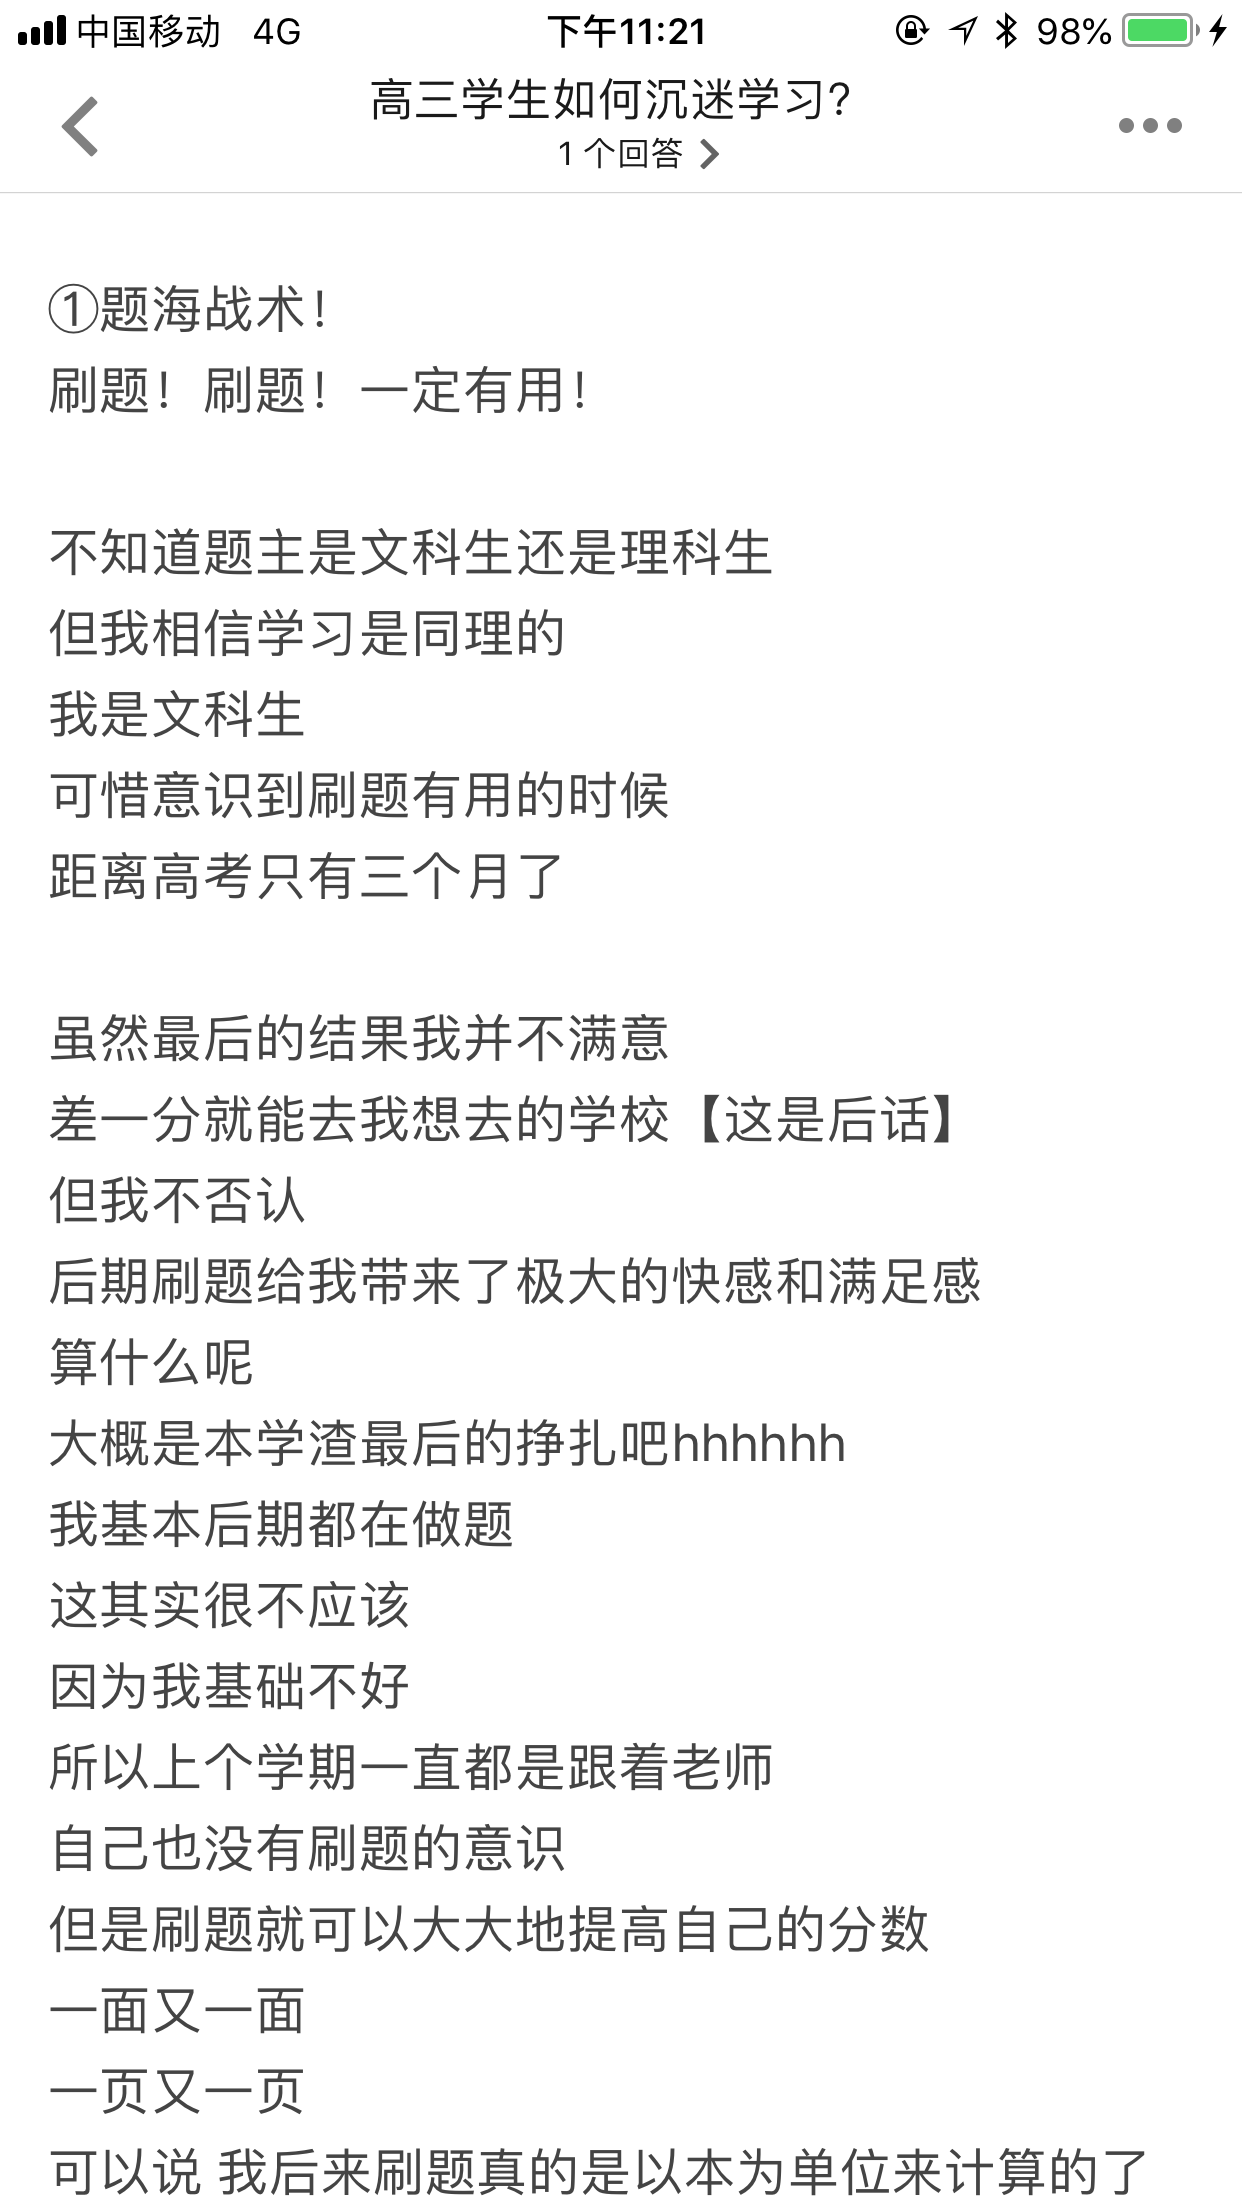 中国移动 4G 下午11:21 98%
高三学生如何沉迷学习?
1 个回答
①题海战术！
刷题！刷题！一定有用！
不知道题主是文科生还是理科生
但我相信学习是同理的
我是文科生
可惜意识到刷题有用的时候
距离高考只有三个月了
虽然最后的结果我并不满意
差一分就能去我想去的学校【这是后话】
但我不否认
后期刷题给我带来了极大的快感和满足感
算什么呢
大概是本学渣最后的挣扎吧hhhhhh
我基本后期都在做题
这其实很不应该
因为我基础不好
所以上个学期一直都是跟着老师
自己也没有刷题的意识
但是刷题就可以大大地提高自己的分数
一面又一面
一页又一页
可以说 我后来刷题真的是以本为单位来计算的了